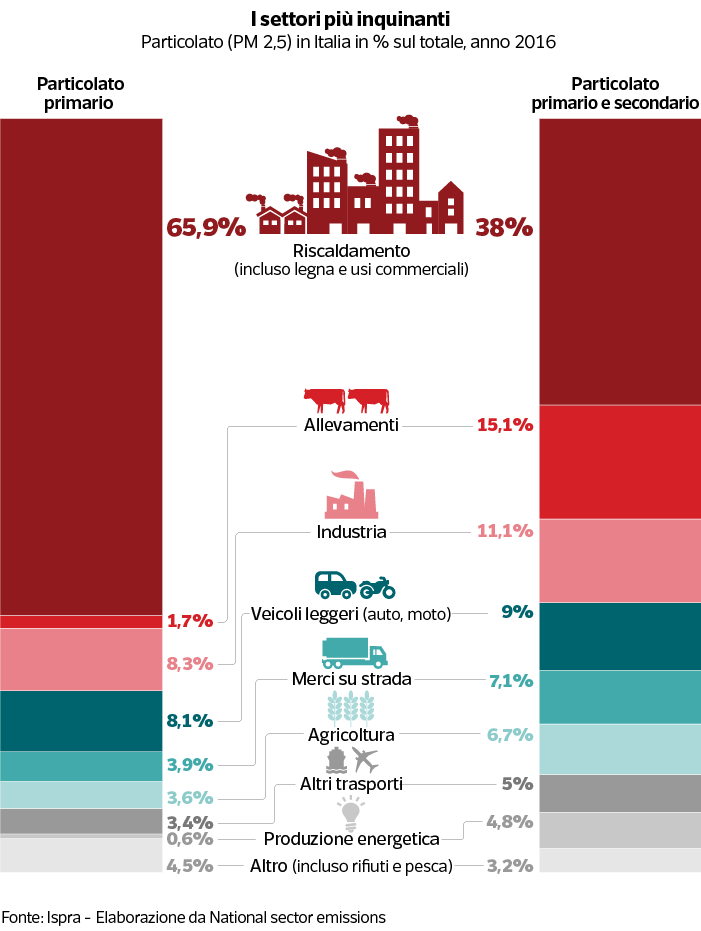 I settori più inquinanti
Particolato (PM 2,5) in Italia in % sul totale, anno 2016
Particolato
primario
Particolato
primario e secondario
65,9%
38%
Riscaldamento
(incluso legna e usi commerciali)
Allevamenti
15,1%
Industria
11,1%
Veicoli leggeri (auto, moto)
9%
1,7%
8,3%
Merci su strada
7,1%
8,1%
Agricoltura
6,7%
3,9%
Altri trasporti
5%
3,6%
3,4%
4,8%
0,6%
Produzione energetica
4,5%
Altro (incluso rifiuti e pesca)
3,2%
Fonte: Ispra - Elaborazione da National sector emissions